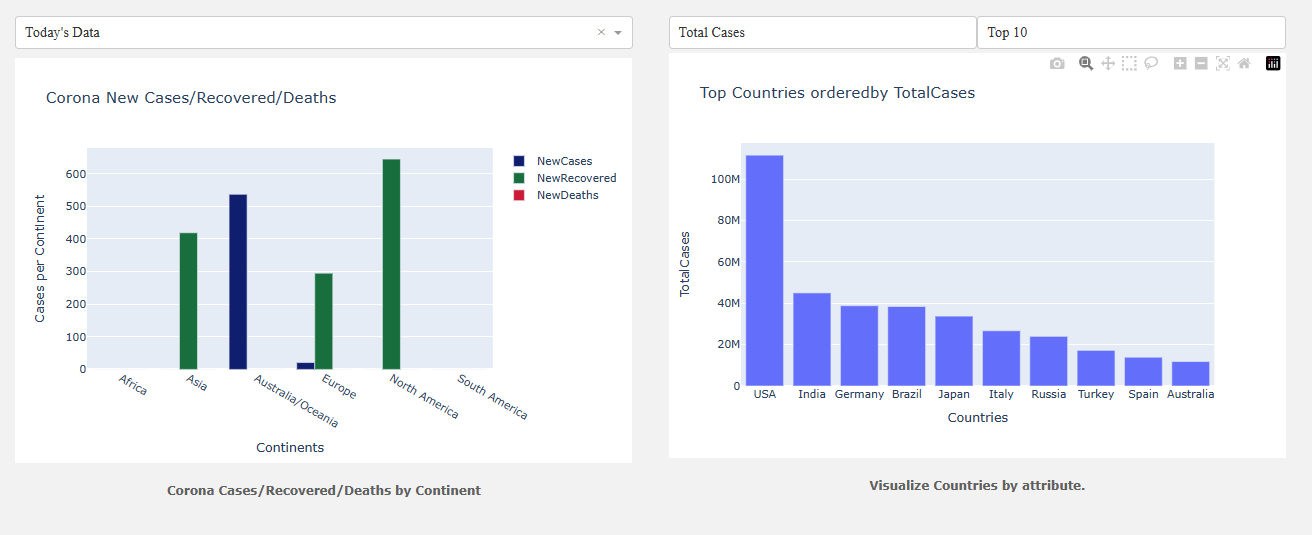 Today's Data
Corona New Cases/Recovered/Deaths
NewCases
NewRecovered
NewDeaths
Cases per Continent
600
500
400
300
200
100
0
Africa
Asia
Australia/Oceania
Europe
North America
South America
Continents
Corona Cases/Recovered/Deaths by Continent
Total Cases
Top 10
Top Countries orderedby TotalCases
TotalCases
100M
80M
60M
40M
20M
0
USA
India
Germany
Brazil
Japan
Italy
Russia
Turkey
Spain
Australia
Countries
Visualize Countries by attribute.